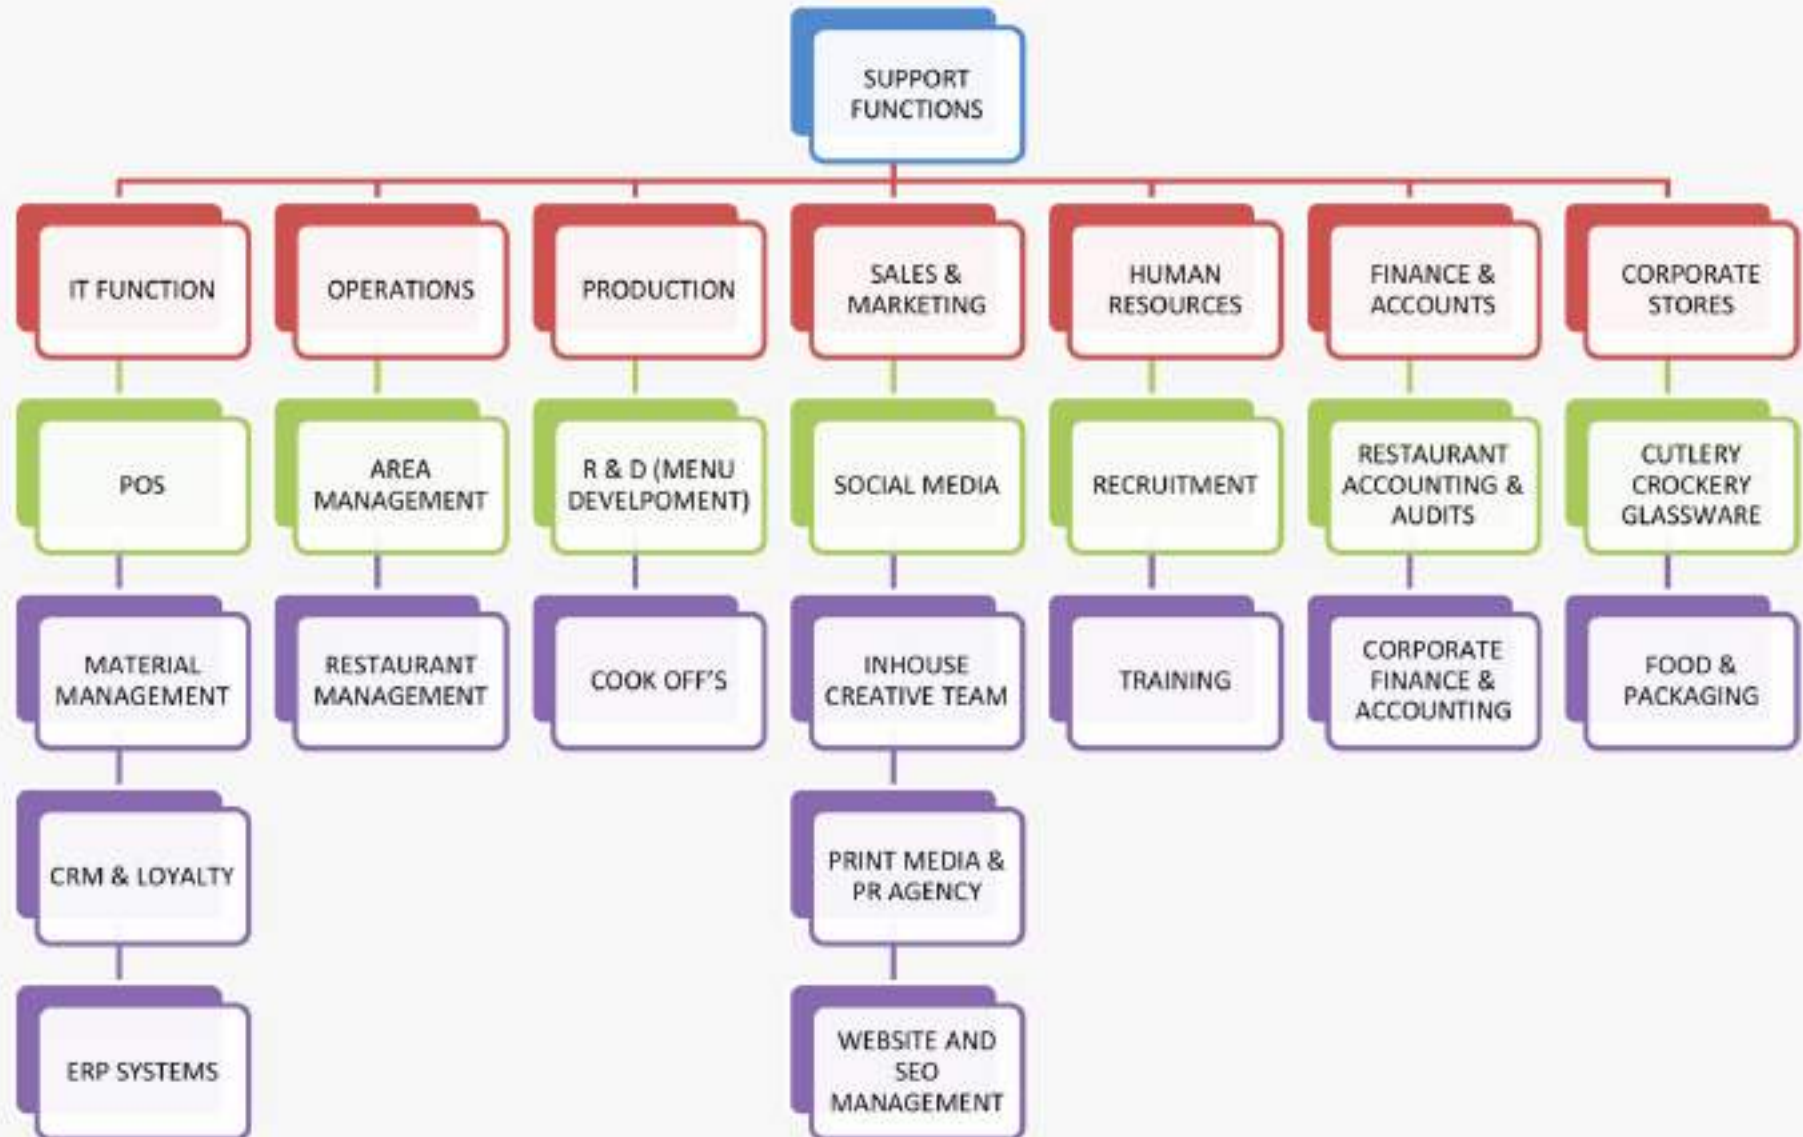 SUPPORT
FUNCTIONS
IT FUNCTION
OPERATIONS
PRODUCTION
SALES &
MARKETING
HUMAN
RESOURCES
FINANCE &
ACCOUNTS
CORPORATE
STORES
POS
AREA
MANAGEMENT
R & D (MENU
DEVELPOMENT)
SOCIAL MEDIA
RECRUITMENT
RESTAURANT
ACCOUNTING &
AUDITS
CUTLERY
CROCKERY
GLASSWARE
MATERIAL
MANAGEMENT
RESTAURANT
MANAGEMENT
COOK OFF'S
INHOUSE
CREATIVE TEAM
TRAINING
CORPORATE
FINANCE &
ACCOUNTING
FOOD &
PACKAGING
CRM & LOYALTY
PRINT MEDIA &
PR AGENCY
ERP SYSTEMS
WEBSITE AND
SEO
MANAGEMENT